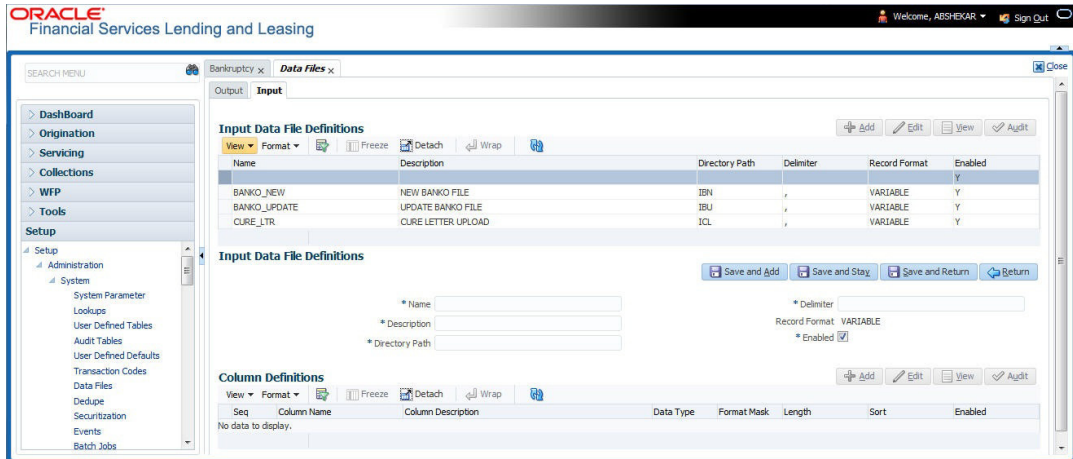 ORACLE'
Financial Services Lending and Leasing
Welcome, ABSHEKAR Sign Out
SEARCH MENU
Bankruptcy x Data Files x
Close
Output Input
DashBoard
Origination
Servicing
Collections
WFP
Tools
Setup
Setup
Administration
System
System Parameter
Lookups
User Defined Tables
Audit Tables
User Defined Defaults
Transaction Codes
Data Files
Dedupe
Securitization
Events
Batch Jobs
Input Data File Definitions
Add Edit View Audit
View Format Freeze Detach Wrap
Name Description Directory Path Delimiter Record Format Enabled
Y
BANKO_NEW NEW BANKO FILE IBN , VARIABLE Y
BANKO_UPDATE UPDATE BANKO FILE IBU , VARIABLE Y
CURE_LTR CURE LETTER UPLOAD ICL , VARIABLE Y
Input Data File Definitions
Save and Add Save and Stay Save and Return Return
* Name
* Description
* Directory Path
* Delimiter
Record Format VARIABLE
* Enabled
Column Definitions
Add Edit View Audit
View Format Freeze Detach Wrap
Seq Column Name Column Description Data Type Format Mask Length Sort Enabled
No data to display.